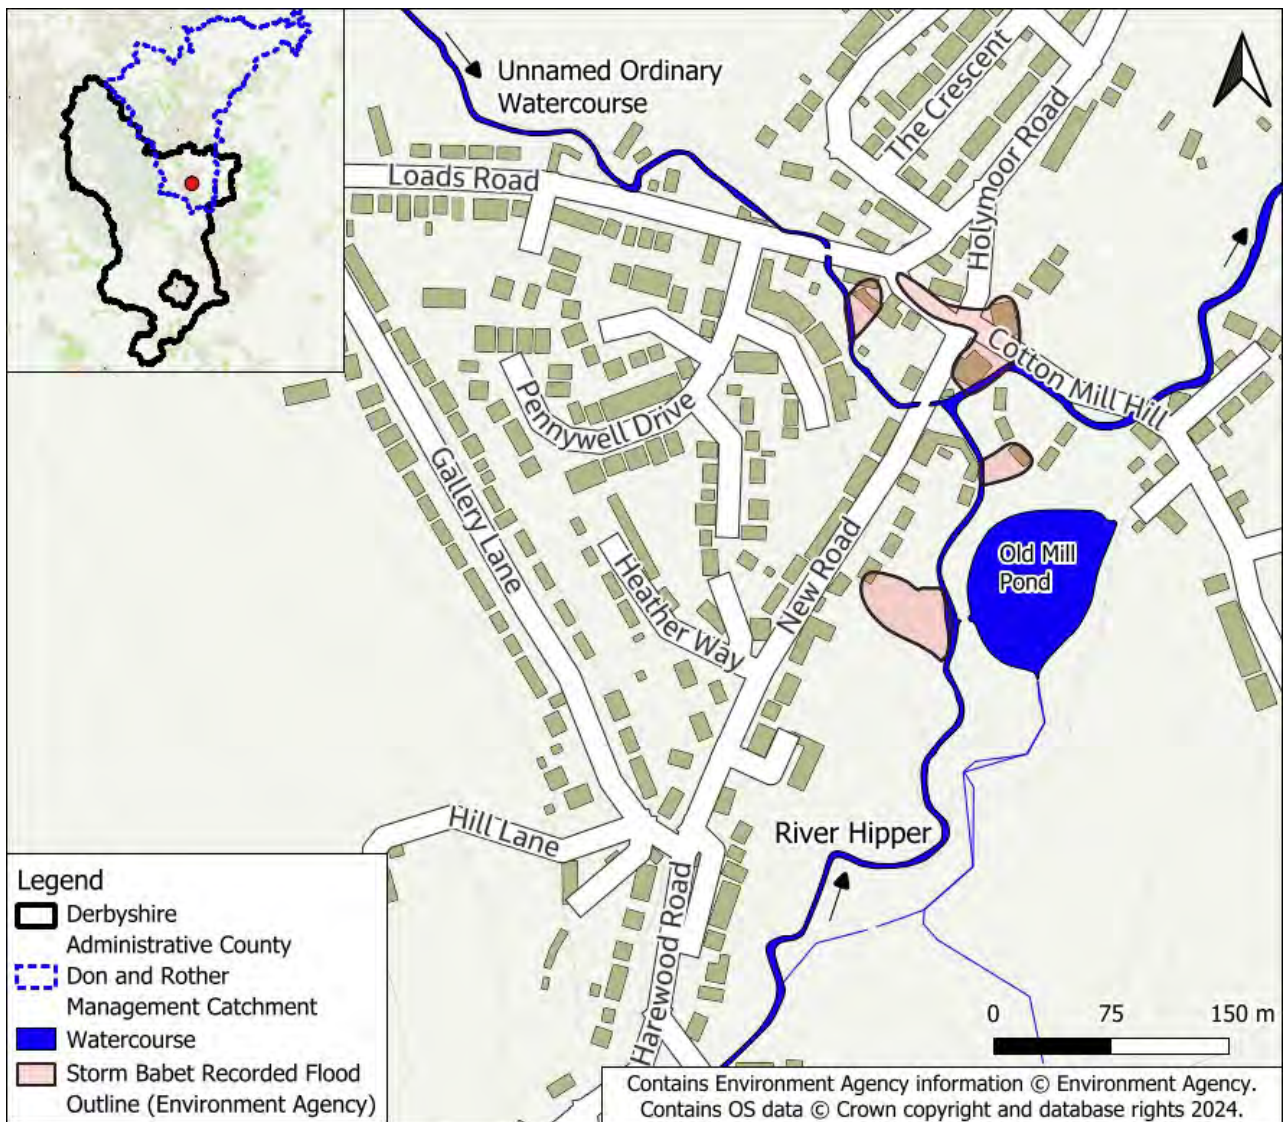 Unnamed Ordinary
Watercourse
The Crescent
Holymoor Road
Loads Road
Cotton Mill Hill
Pennywell Drive
Gallery Lane
New Road
Old Mill
Pond
Heather Way
River Hipper
Hill Lane
Harewood Road
Legend
Derbyshire
Administrative County
Don and Rother
Management Catchment
Watercourse
Storm Babet Recorded Flood
Outline (Environment Agency)
0 75 150 m
Contains Environment Agency information © Environment Agency.
Contains OS data © Crown copyright and database rights 2024.